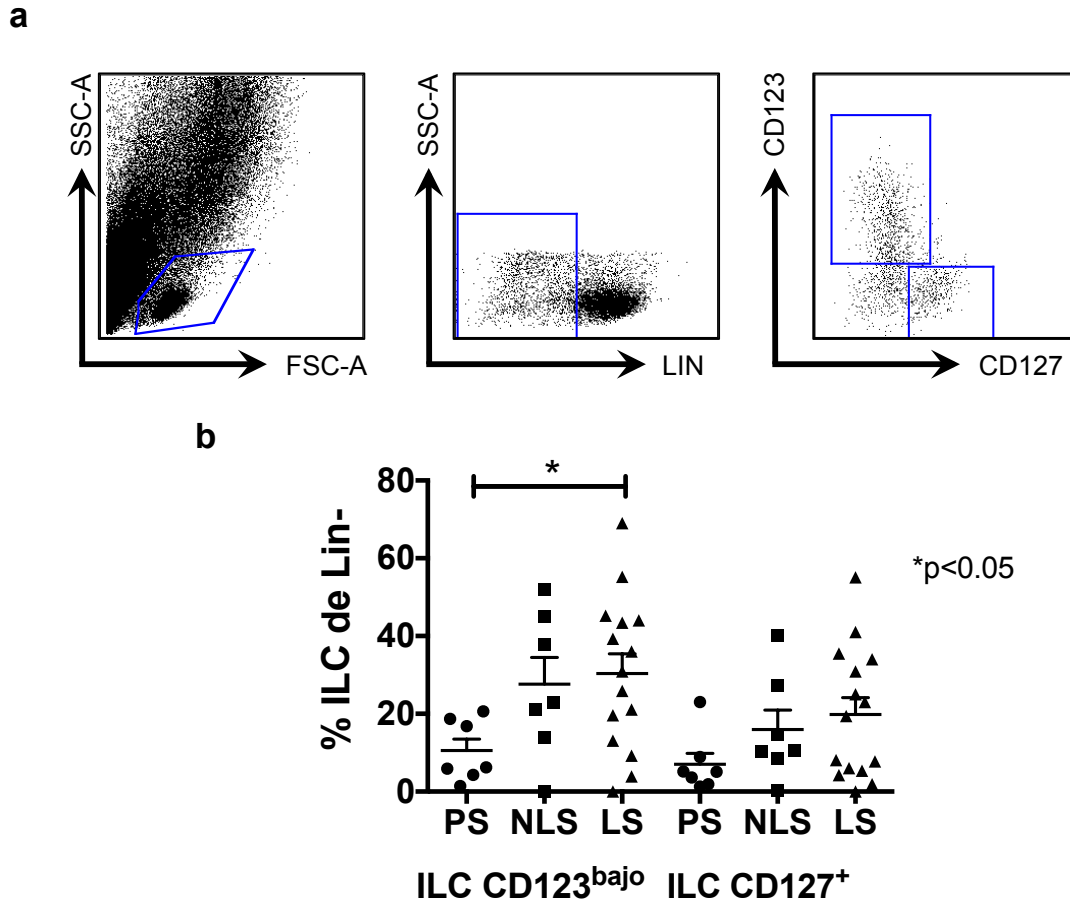 a
SSC-A
FSC-A
SSC-A
LIN
CD123
CD127
b
% ILC de Lin-
80
60
40
20
0
*
*p<0.05
PS NLS LS PS NLS LS
ILC CD123bajo ILC CD127+